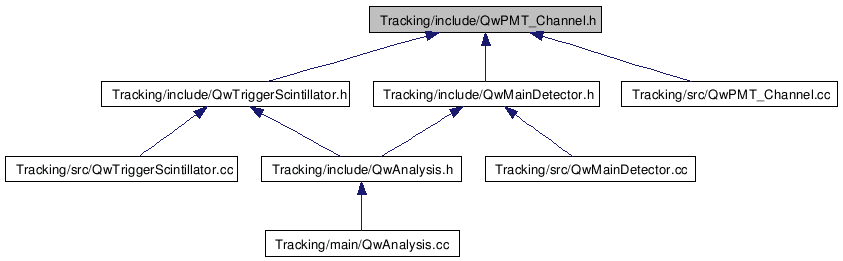 Tracking/include/QwPMT_Channel.h
Tracking/include/QwTriggerScintillator.h
Tracking/include/QwMainDetector.h
Tracking/src/QwPMT_Channel.cc
Tracking/src/QwTriggerScintillator.cc
Tracking/include/QwAnalysis.h
Tracking/src/QwMainDetector.cc
Tracking/main/QwAnalysis.cc